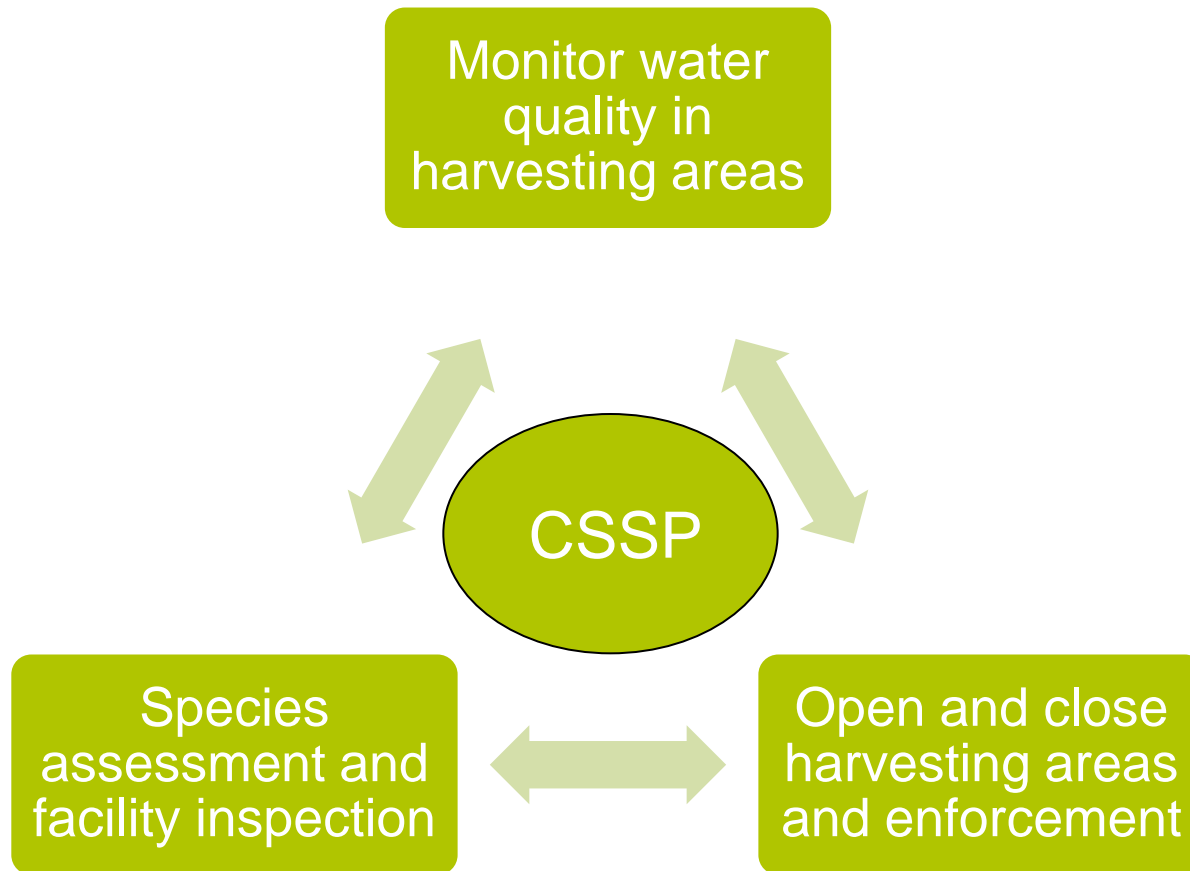 Monitor water
quality in
harvesting areas
CSSP
Species
assessment and
facility inspection
Open and close
harvesting areas
and enforcement